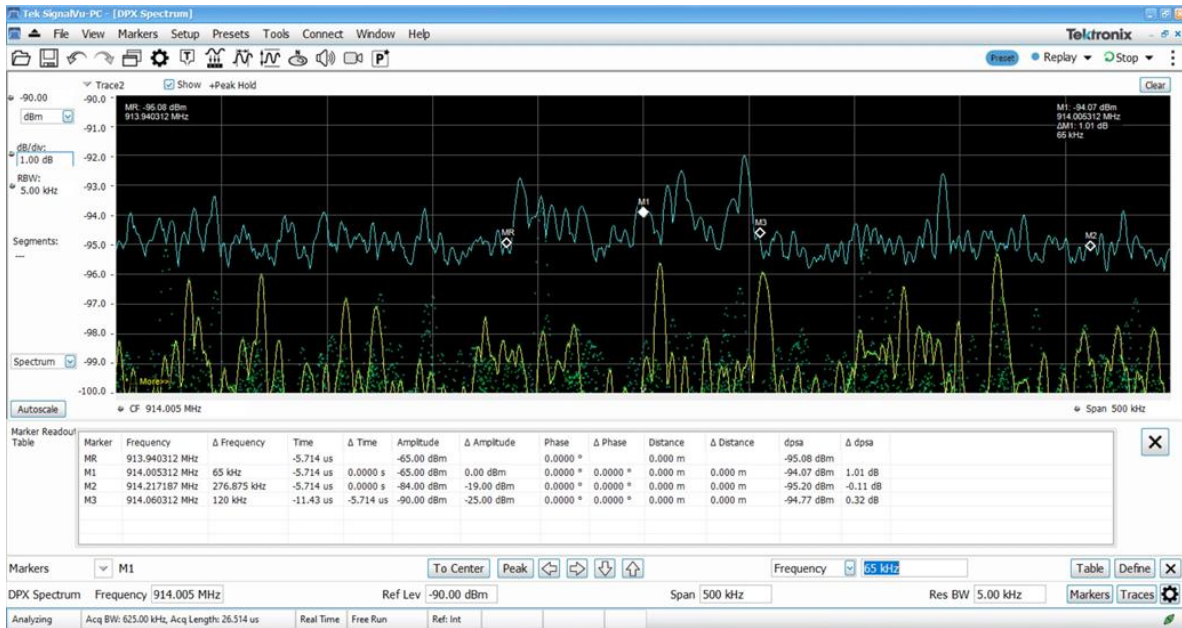 Tek SignalVu-PC - [DPX Spectrum]
File View Markers Setup Presets Tools Connect Window Help
Tektronix
T
P*
Preset
Replay
Stop
Trace2
Show
+Peak Hold
Clear
-90.00
dBm
dB/div:
1.00 dB
RBW:
5.00 kHz
Segments:
---
Spectrum
Autoscale
-90.0
-91.0
-92.0
-93.0
-94.0
-95.0
-96.0
-97.0
-98.0
-99.0
-100.0
MR: -95.08 dBm
913.940312 MHz
M1: -94.07 dBm
914.005312 MHz
ΔM1: 1.01 dB
65 kHz
MR
M1
M3
M2
More>>
CF 914.005 MHz
Span 500 kHz
Marker Readout
Table
Marker Frequency Δ Frequency Time Δ Time Amplitude Δ Amplitude Phase Δ Phase Distance Δ Distance dpsa Δ dpsa
MR 913.940312 MHz -5.714 us -65.00 dBm 0.0000 ° 0.000 m -95.08 dBm
M1 914.005312 MHz 65 kHz -5.714 us 0.0000 s -65.00 dBm 0.00 dBm 0.0000 ° 0.0000 ° 0.000 m 0.000 m -94.07 dBm 1.01 dB
M2 914.217187 MHz 276.875 kHz -5.714 us 0.0000 s -84.00 dBm -19.00 dBm 0.0000 ° 0.0000 ° 0.000 m 0.000 m -95.20 dBm -0.11 dB
M3 914.060312 MHz 120 kHz -11.43 us -5.714 us -90.00 dBm -25.00 dBm 0.0000 ° 0.0000 ° 0.000 m 0.000 m -94.77 dBm 0.32 dB
Markers M1 To Center Peak Frequency 65 kHz Table Define X
DPX Spectrum Frequency 914.005 MHz Ref Lev -90.00 dBm Span 500 kHz Res BW 5.00 kHz Markers Traces
Analyzing Acq BW: 625.00 kHz, Acq Length: 26.514 us Real Time Free Run Ref: Int